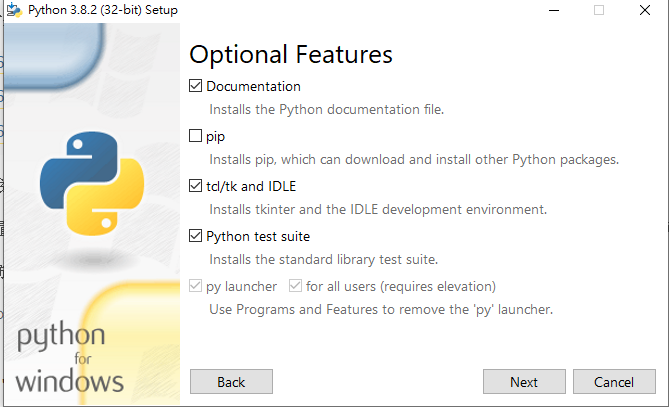 Python 3.8.2 (32-bit) Setup
Optional Features
Documentation
Installs the Python documentation file.
pip
Installs pip, which can download and install other Python packages.
tcl/tk and IDLE
Installs tkinter and the IDLE development environment.
Python test suite
Installs the standard library test suite.
py launcher for all users (requires elevation)
Use Programs and Features to remove the 'py' launcher.
python
for
windows
Back Next Cancel